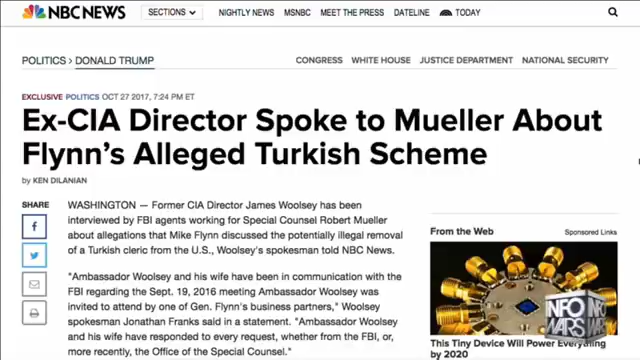 NBC NEWS SECTIONS NIGHTLY NEWS MSNBC MEET THE PRESS DATELINE TODAY
POLITICS > DONALD TRUMP CONGRESS WHITE HOUSE JUSTICE DEPARTMENT NATIONAL SECURITY
EXCLUSIVE POLITICS OCT 27 2017, 7:24 PM ET
Ex-CIA Director Spoke to Mueller About
Flynn's Alleged Turkish Scheme
by KEN DILANIAN
SHARE
f
WASHINGTON — Former CIA Director James Woolsey has been
interviewed by FBI agents working for Special Counsel Robert Mueller
about allegations that Mike Flynn discussed the potentially illegal removal
of a Turkish cleric from the U.S., Woolsey's spokesman told NBC News.
"Ambassador Woolsey and his wife have been in communication with the
FBI regarding the Sept. 19, 2016 meeting Ambassador Woolsey was
invited to attend by one of Gen. Flynn's business partners," Woolsey
spokesman Jonathan Franks said in a statement. "Ambassador Woolsey
and his wife have responded to every request, whether from the FBI, or,
more recently, the Office of the Special Counsel."
From the Web Sponsored Links
INFO
WARS
This Tiny Device Will Power Everything
by 2020